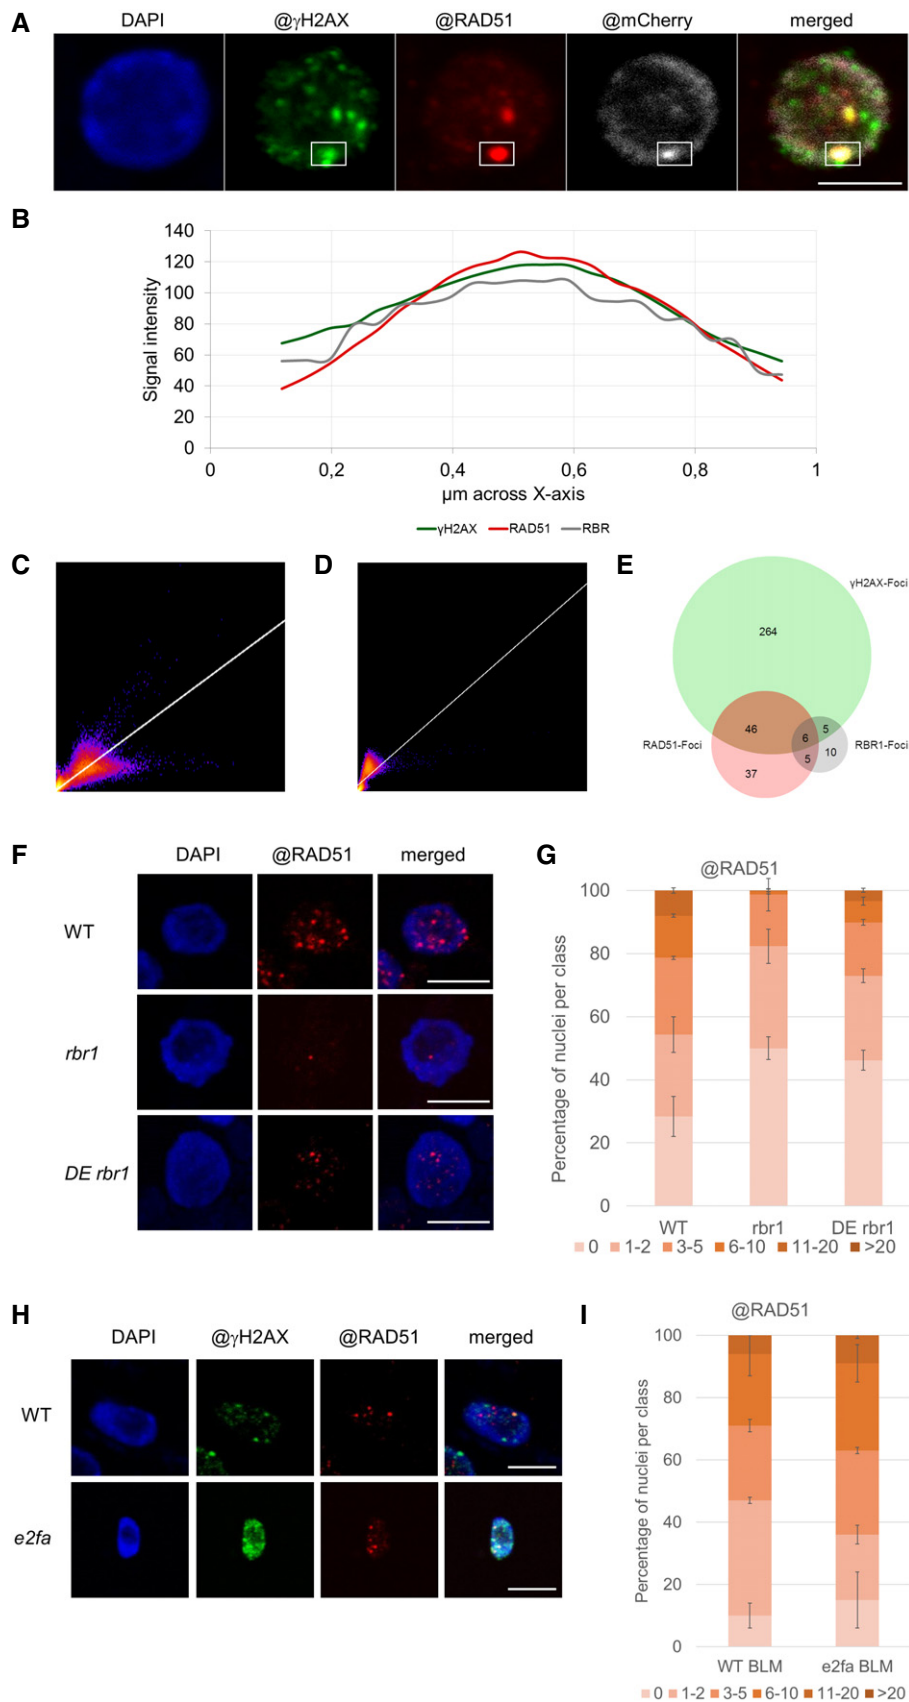 A
DAPI @γH2AX @RAD51 @mCherry merged
B
140
120
100
80
60
40
20
0
Signal intensity
0 0,2 0,4 0,6 0,8 1
µm across X-axis
γH2AX RAD51 RBR
C D E
γH2AX-Foci
264
46 5
6
RAD51-Foci RBR1-Foci
10
5
37
F
DAPI @RAD51 merged
WT
rbr1
DE rbr1
G
@RAD51
100
80
60
40
20
0
Percentage of nuclei per class
WT rbr1 DE rbr1
0 1-2 3-5 6-10 11-20 >20
H
DAPI @γH2AX @RAD51 merged
WT
e2fa
I
@RAD51
100
80
60
40
20
0
Percentage of nuclei per class
WT BLM e2fa BLM
0 1-2 3-5 6-10 11-20 >20